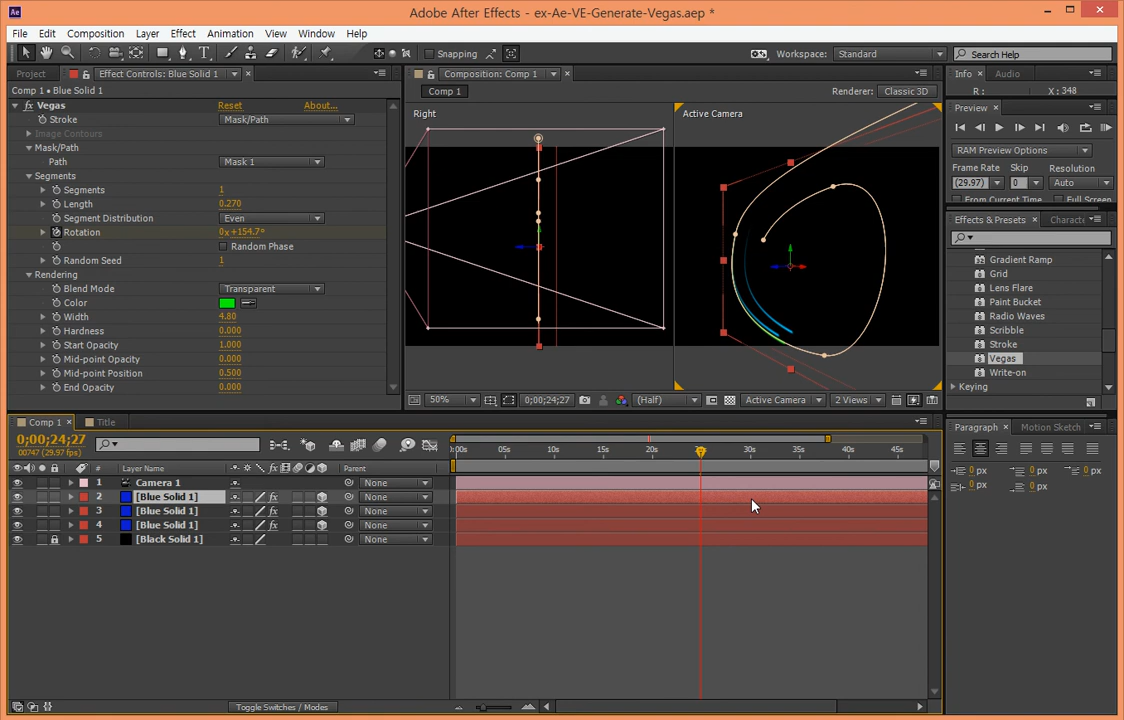 Ae
Adobe After Effects - ex-Ae-VE-Generate-Vegas.aep *
File Edit Composition Layer Effect Animation View Window Help
Snapping
Workspace: Standard
Search Help
Project
Effect Controls: Blue Solid 1
Composition: Comp 1
Info Audio
Comp 1 • Blue Solid 1
Comp 1
Renderer: Classic 3D
R : X : 348
fx Vegas Reset About...
Right
Active Camera
Preview
Stroke Mask/Path
Image Contours
Mask/Path
RAM Preview Options
Path Mask 1
Frame Rate Skip Resolution
Segments
(29.97) 0 Auto
Segments 1
From Current Time Full Screen
Length 0.270
Segment Distribution Even
Effects & Presets Characte
Rotation 0x+154.7°
Random Phase
Random Seed 1
Gradient Ramp
Rendering
Grid
Blend Mode Transparent
Lens Flare
Color
Paint Bucket
Width 4.80
Radio Waves
Hardness 0.000
Scribble
Start Opacity 1.000
Stroke
Mid-point Opacity 0.000
Vegas
Mid-point Position 0.500
Write-on
End Opacity 0.000
Keying
50% 0;00;24;27 (Half) Active Camera 2 Views
Comp 1 Title
Paragraph Motion Sketch
0;00;24;27
00747 (29.97 fps)
:00s 05s 10s 15s 20s 25s 30s 35s 40s 45s
# Layer Name fx Parent
0 px 0 px 0 px
0 px 0 px
1 Camera 1 None
2 [Blue Solid 1] fx None
3 [Blue Solid 1] fx None
4 [Blue Solid 1] fx None
5 [Black Solid 1] None
Toggle Switches / Modes